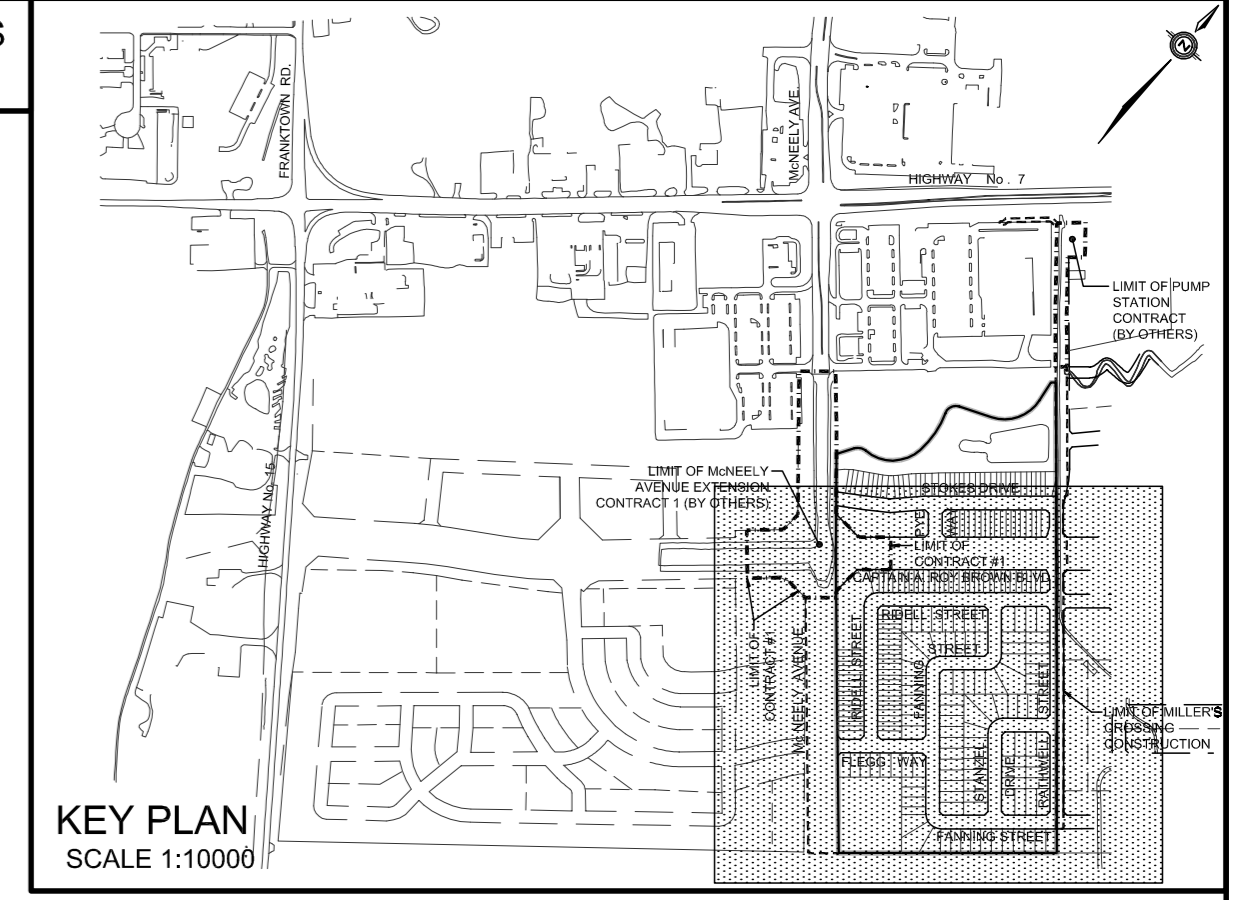 S
N
FRANKTOWN RD.
McNEELY AVE.
HIGHWAY No. 7
LIMIT OF PUMP
STATION
CONTRACT
(BY OTHERS)
HIGHWAY No. 15
LIMIT OF McNEELY
AVENUE EXTENSION
CONTRACT 1 (BY OTHERS)
STOKES DRIVE
PYE
WAY
LIMIT OF
CONTRACT #1
CAPTAIN A. ROY BROWN BLVD.
LIMIT OF
CONTRACT #1
Mc NEELY AVENUE
RIDELL STREET
RIDELL STREET
FANNING
STREET
STREET
RATHWELL
LIMIT OF MILLER'S
CROSSING
CONSTRUCTION
FLEGG WAY
STANZEL
DRIVE
FANNING STREET
KEY PLAN
SCALE 1:10000